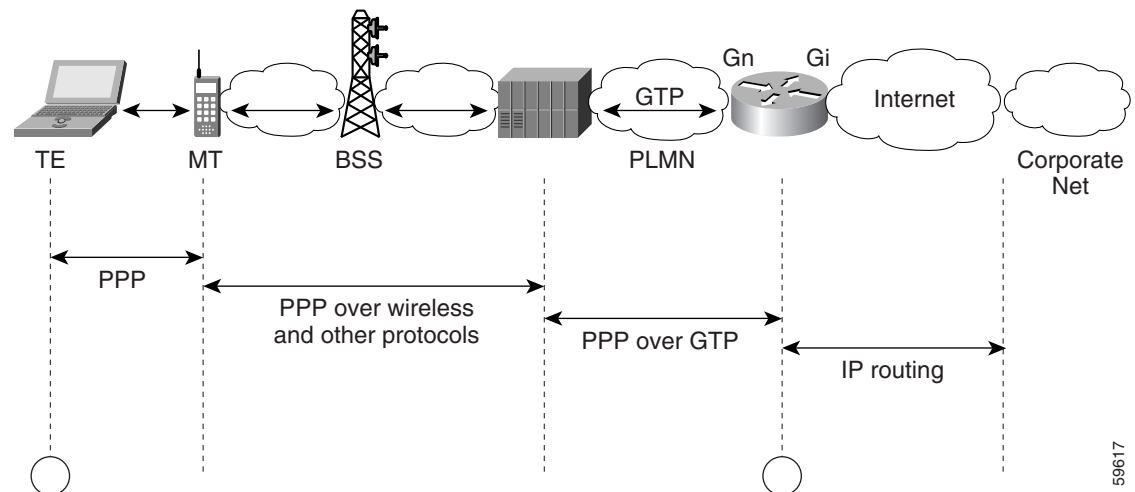 Gn
Gi
GTP
Internet
TE
MT
BSS
PLMN
Corporate
Net
PPP
PPP over wireless
and other protocols
PPP over GTP
IP routing
59617